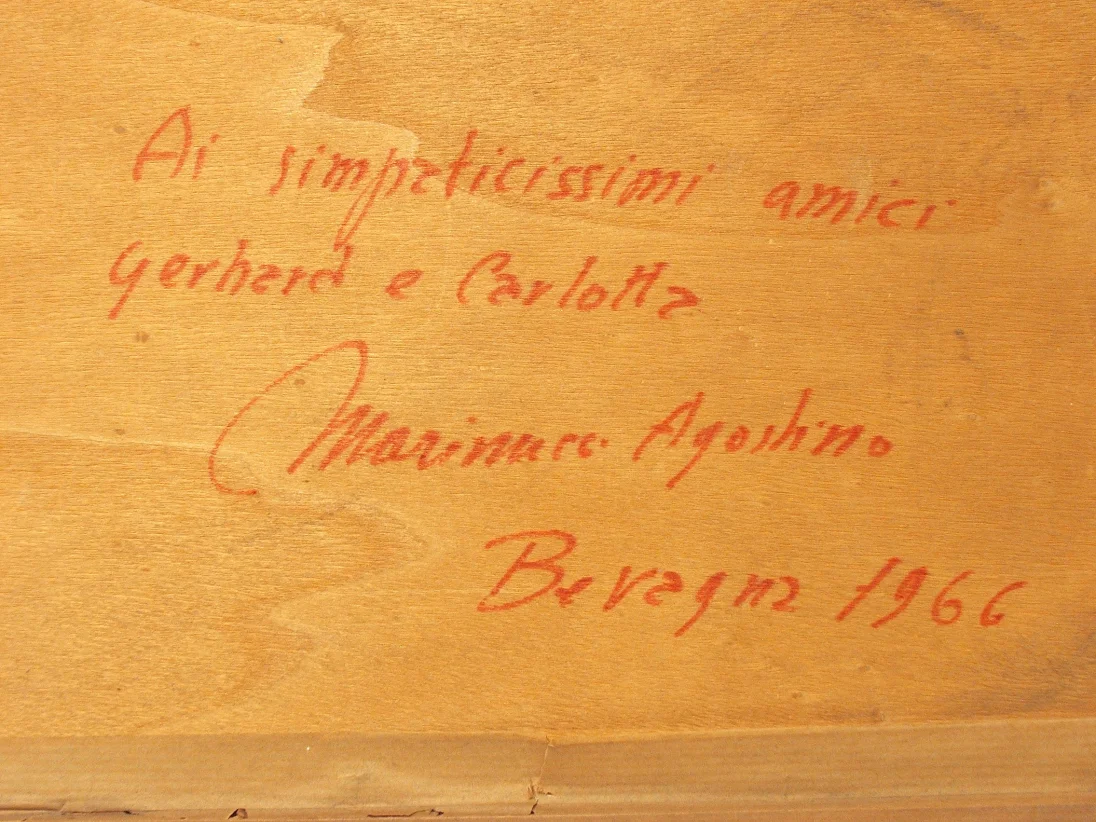 Ai simpaticissimi amici
Gerhard e Carlotta
Marinucci Agostino
Bevagna 1966